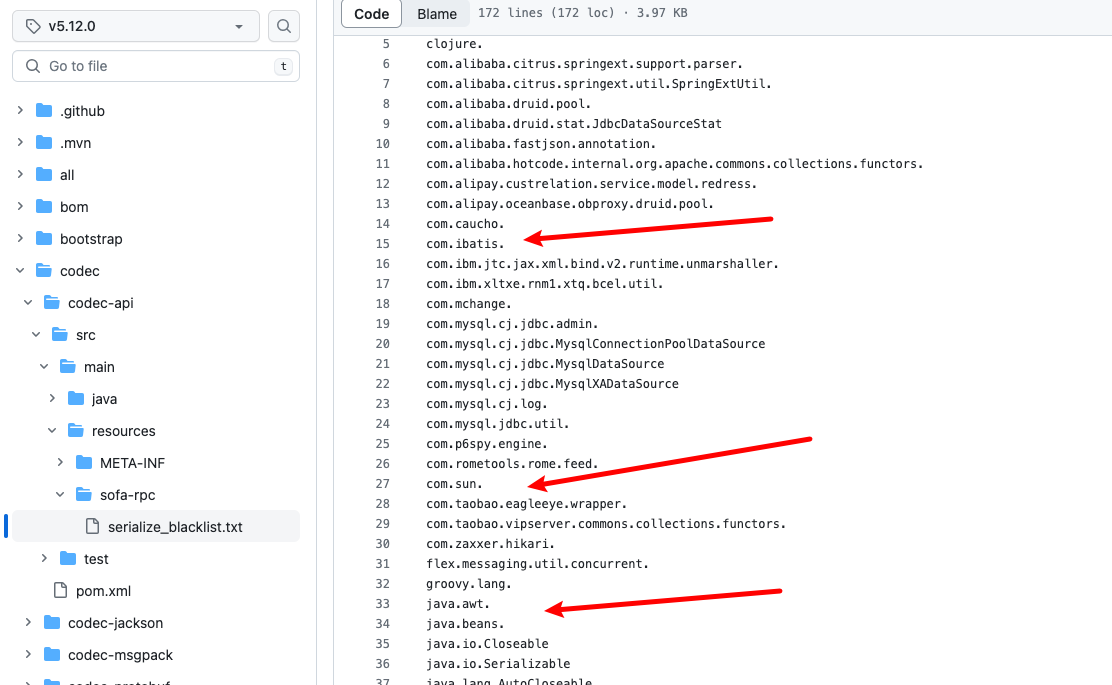 v5.12.0
Go to file
t
.github
.mvn
all
bom
bootstrap
codec
codec-api
src
main
java
resources
META-INF
sofa-rpc
serialize_blacklist.txt
test
pom.xml
codec-jackson
codec-msgpack
codec-protobuf
Code Blame 172 lines (172 loc) · 3.97 KB
5 clojure.
6 com.alibaba.citrus.springext.support.parser.
7 com.alibaba.citrus.springext.util.SpringExtUtil.
8 com.alibaba.druid.pool.
9 com.alibaba.druid.stat.JdbcDataSourceStat
10 com.alibaba.fastjson.annotation.
11 com.alibaba.hotcode.internal.org.apache.commons.collections.functors.
12 com.alipay.custrelation.service.model.redress.
13 com.alipay.oceanbase.obproxy.druid.pool.
14 com.caucho.
15 com.ibatis.
16 com.ibm.jtc.jax.xml.bind.v2.runtime.unmarshaller.
17 com.ibm.xltxe.rnm1.xtq.bcel.util.
18 com.mchange.
19 com.mysql.cj.jdbc.admin.
20 com.mysql.cj.jdbc.MysqlConnectionPoolDataSource
21 com.mysql.cj.jdbc.MysqlDataSource
22 com.mysql.cj.jdbc.MysqlXADataSource
23 com.mysql.cj.log.
24 com.mysql.jdbc.util.
25 com.p6spy.engine.
26 com.rometools.rome.feed.
27 com.sun.
28 com.taobao.eagleeye.wrapper.
29 com.taobao.vipserver.commons.collections.functors.
30 com.zaxxer.hikari.
31 flex.messaging.util.concurrent.
32 groovy.lang.
33 java.awt.
34 java.beans.
35 java.io.Closeable
36 java.io.Serializable
37 java.lang.AutoCloseable